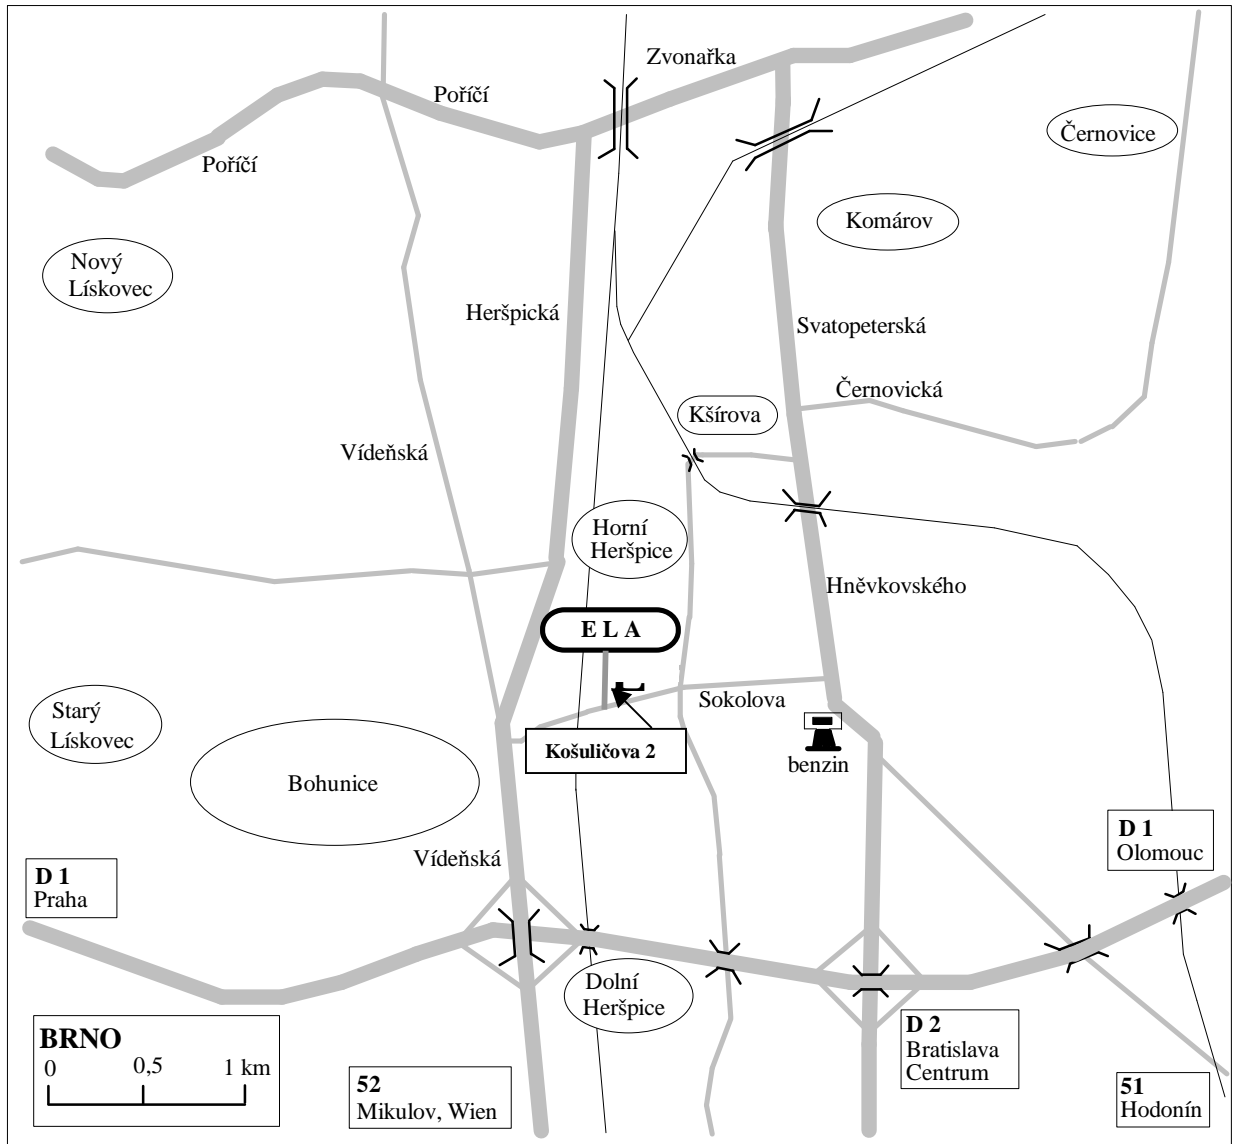 Zvonařka
Poříčí
Černovice
Poříčí
Komárov
Nový
Lískovec
Heršpická
Svatopeterská
Černovická
Kšírova
Vídeňská
Horní
Heršpice
Hněvkovského
E L A
Sokolova
Starý
Lískovec
Košuličova 2
benzin
Bohunice
D 1
Olomouc
Vídeňská
D 1
Praha
Dolní
Heršpice
D 2
Bratislava
Centrum
BRNO
0 0,5 1 km
52
Mikulov, Wien
51
Hodonín